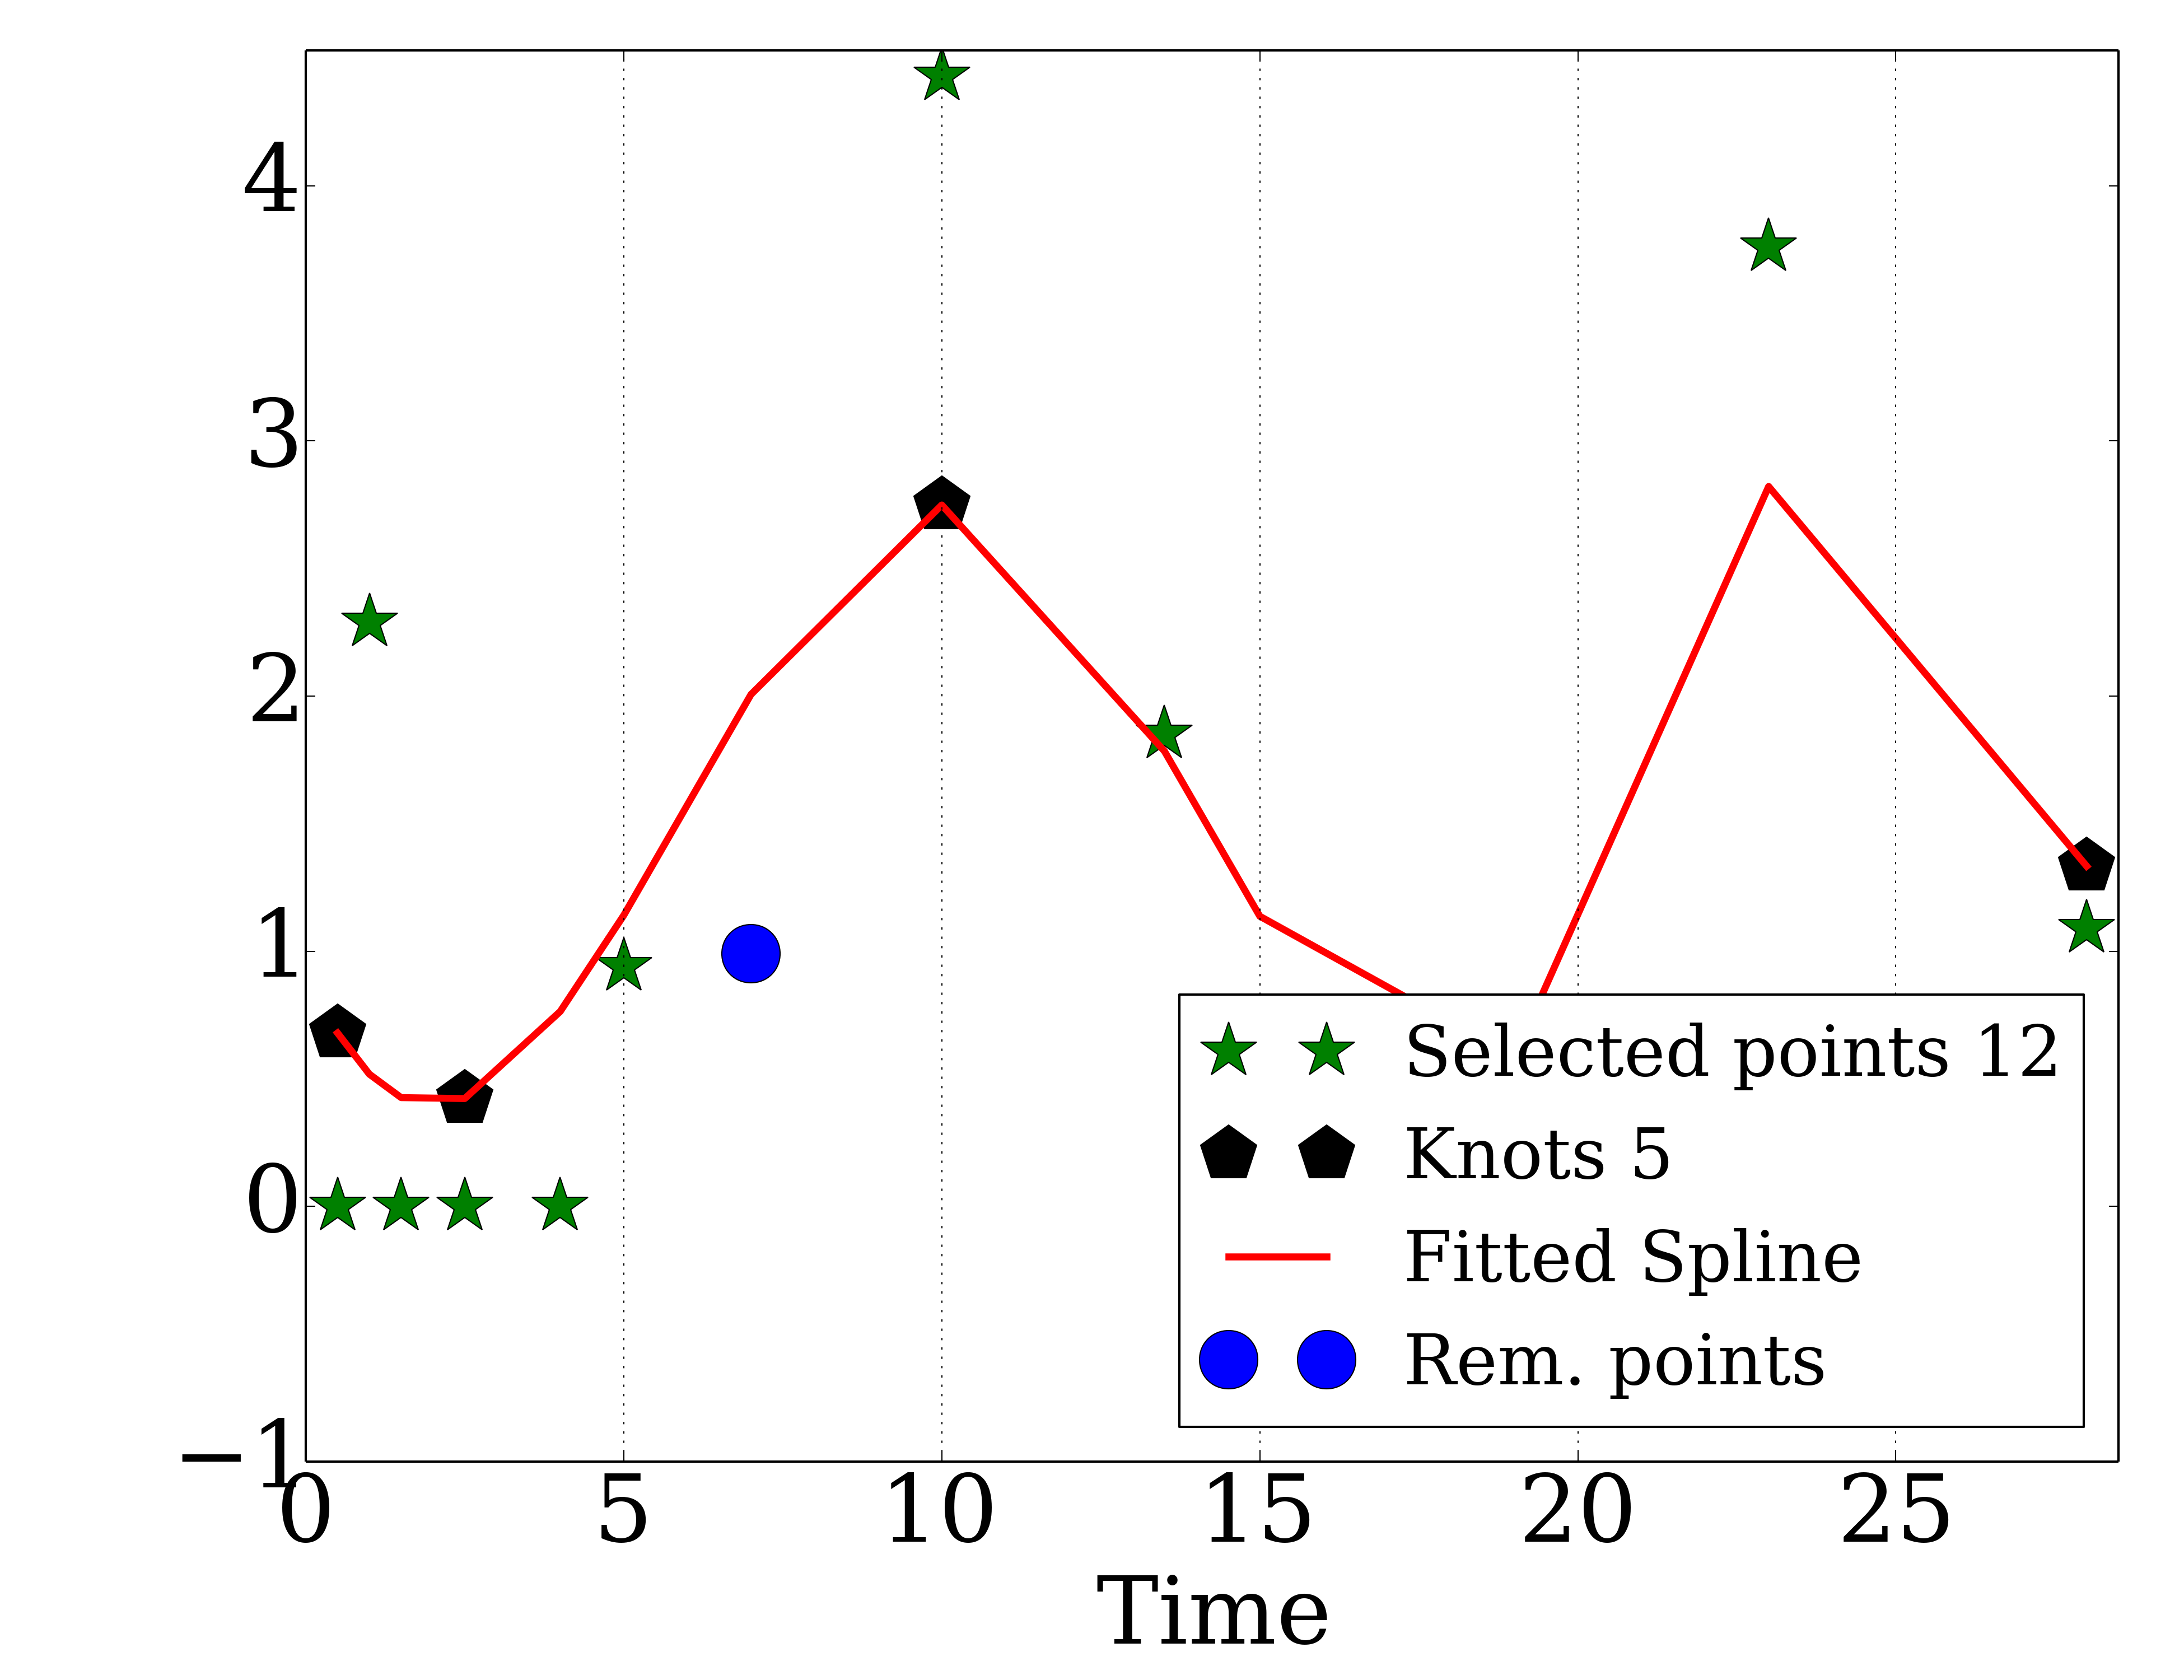 4
3
2
1
0
−1
0 5 10 15 20 25
Time
Selected points 12
Knots 5
Fitted Spline
Rem. points